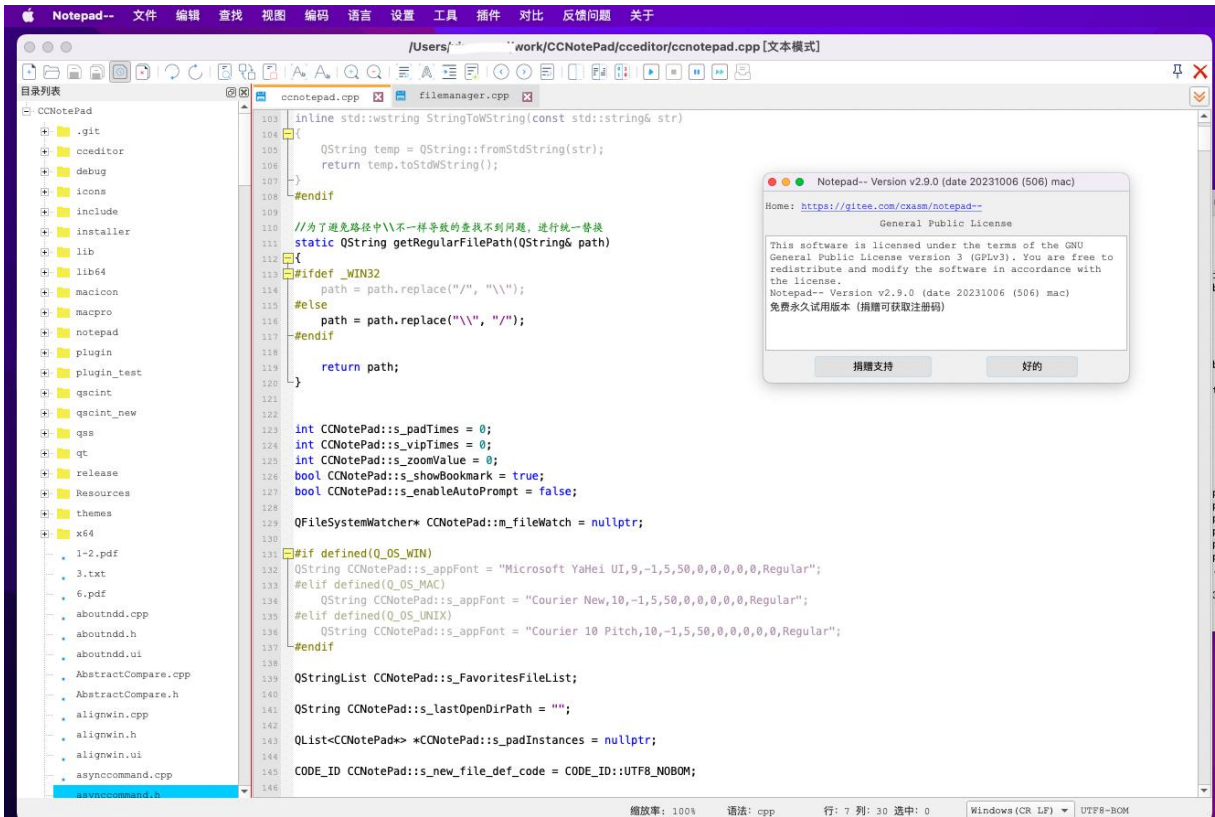 Notepad-- 文件 编辑 查找 视图 编码 语言 设置 工具 插件 对比 反馈问题 关于
/Users/ work/CCNotePad/cceditor/ccnotepad.cpp [文本模式]
目录列表
CCNotePad
.git
cceditor
debug
icons
include
installer
lib
lib64
macicon
macpro
notepad
plugin
plugin_test
qscint
qscint_new
qss
qt
release
Resources
themes
x64
1-2.pdf
3.txt
6.pdf
aboutndd.cpp
aboutndd.h
aboutndd.ui
AbstractCompare.cpp
AbstractCompare.h
alignwin.cpp
alignwin.h
alignwin.ui
asynccommand.cpp
asynccommand.h
ccnotepad.cpp filemanager.cpp
103 inline std::wstring StringToWString(const std::string& str)
104 {
105 QString temp = QString::fromStdString(str);
106 return temp.toStdWString();
107 }
108 #endif
109
110 //为了避免路径中\\不一样导致的查找不到问题, 进行统一替换
111 static QString getRegularFilePath(QString& path)
112 {
113 #ifdef _WIN32
114 path = path.replace("/", "\\");
115 #else
116 path = path.replace("\\", "/");
117 #endif
118
119 return path;
120 }
121
122
123 int CCNotePad::s_padTimes = 0;
124 int CCNotePad::s_vipTimes = 0;
125 int CCNotePad::s_zoomValue = 0;
126 bool CCNotePad::s_showBookmark = true;
127 bool CCNotePad::s_enableAutoPrompt = false;
128
129 QFileSystemWatcher* CCNotePad::m_fileWatch = nullptr;
130
131 #if defined(Q_OS_WIN)
132 QString CCNotePad::s_appFont = "Microsoft YaHei UI,9,-1,5,50,0,0,0,0,0,Regular";
133 #elif defined(Q_OS_MAC)
134 QString CCNotePad::s_appFont = "Courier New,10,-1,5,50,0,0,0,0,0,Regular";
135 #elif defined(Q_OS_UNIX)
136 QString CCNotePad::s_appFont = "Courier 10 Pitch,10,-1,5,50,0,0,0,0,0,Regular";
137 #endif
138
139 QStringList CCNotePad::s_FavoritesFileList;
140
141 QString CCNotePad::s_lastOpenDirPath = "";
142
143 QList<CCNotePad*> *CCNotePad::s_padInstances = nullptr;
144
145 CODE_ID CCNotePad::s_new_file_def_code = CODE_ID::UTF8_NOBOM;
146
Notepad-- Version v2.9.0 (date 20231006 (506) mac)
Home: https://gitee.com/cxasm/notepad--
General Public License
This software is licensed under the terms of the GNU
General Public License version 3 (GPLv3). You are free to
redistribute and modify the software in accordance with
the license.
Notepad-- Version v2.9.0 (date 20231006 (506) mac)
免费永久试用版本（捐赠可获取注册码）
捐赠支持 好的
缩放率: 100% 语法: cpp 行: 7 列: 30 选中: 0 Windows(CR LF) UTF8-BOM